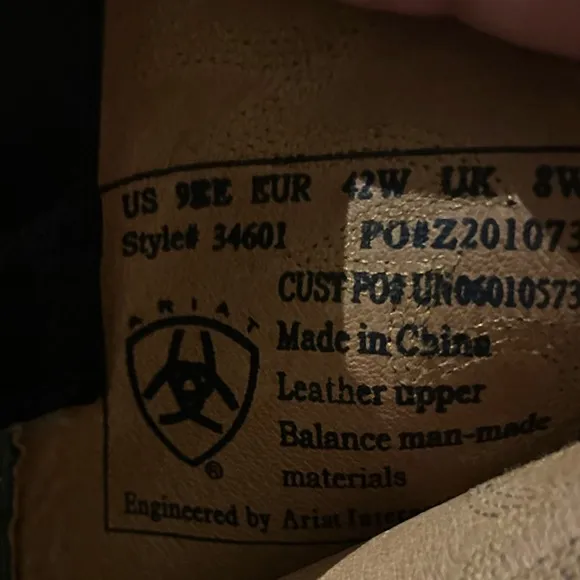 US 9EE EUR 42W UK 8W
Style# 34601 PO#Z201073
CUST PO# UN06010573
ARIAT
Made in China
Leather upper
Balance man-made
materials
®
Engineered by Ariat